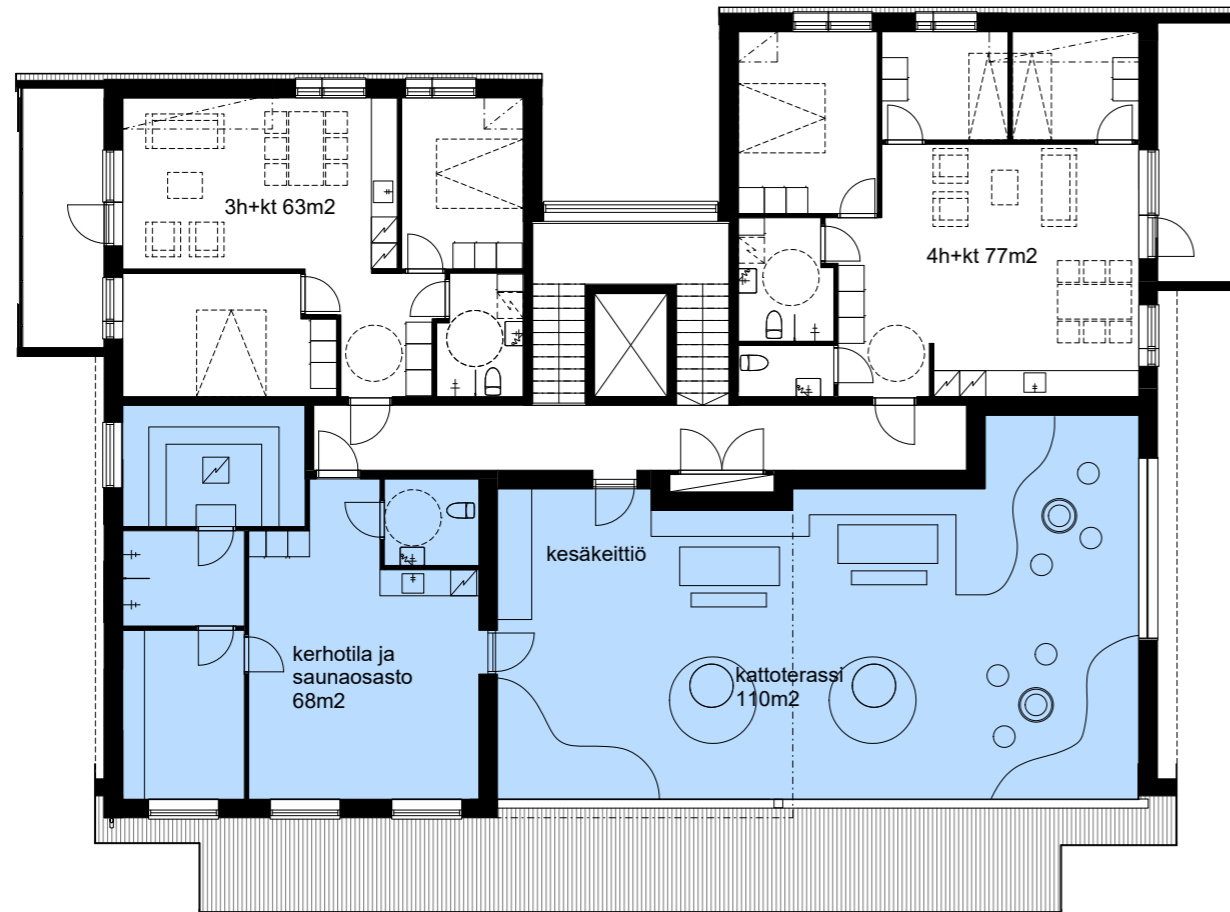 3h+kt 63m2
4h+kt 77m2
kesäkeittiö
kerhotila ja
saunaosasto
68m2
kattoterassi
110m2